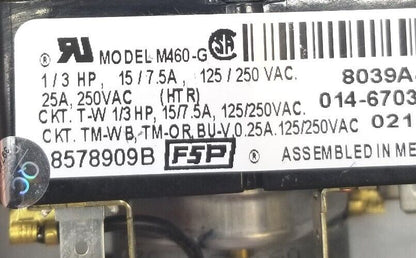 ® MODEL M460-G SA
1/3 HP, 15/7.5A, 125/250 VAC. 8039A
25A, 250VAC (HTR) 014-6703
CKT. T-W 1/3 HP, 15/7.5A, 125/250VAC.
CKT. TM-WB, TM-OR, BU-V 0.25A. 125/250VAC 021
8578909B FSP ® ASSEMBLED IN ME
QC